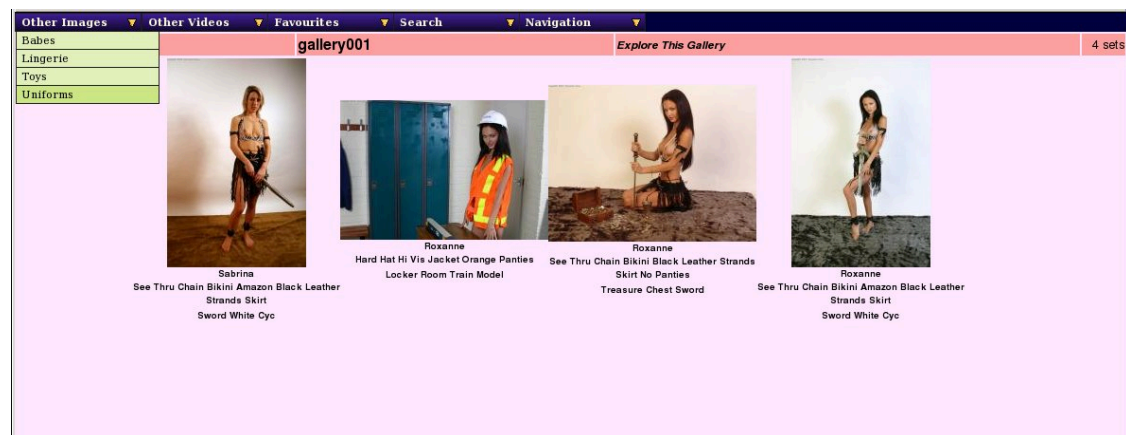 Other Images ▼ Other Videos ▼ Favourites ▼ Search ▼ Navigation ▼
Babes
Lingerie
Toys
Uniforms
gallery001 Explore This Gallery 4 sets
Sabrina
See Thru Chain Bikini Amazon Black Leather
Strands Skirt
Sword White Cyc
Roxanne
Hard Hat Hi Vis Jacket Orange Panties
Locker Room Train Model
Roxanne
See Thru Chain Bikini Black Leather Strands
Skirt No Panties
Treasure Chest Sword
Roxanne
See Thru Chain Bikini Amazon Black Leather
Strands Skirt
Sword White Cyc